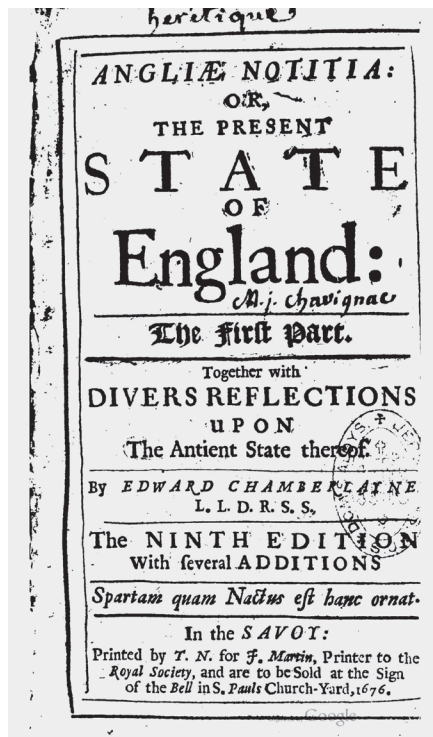 heritique
ANGLIÆ NOTITIA:
OR,
THE PRESENT
STATE
OF
England:
M. j. chavignac
The First Part.
Together with
DIVERS REFLECTIONS
UPON
The Antient State thereof.
By EDWARD CHAMBERLAYNE
L. L. D. R. S. S.
The NINTH EDITION
With several ADDITIONS
Spartam quam Nactus est hanc ornat.
In the SAVOY:
Printed by T. N. for J. Martin, Printer to the
Royal Society, and are to be Sold at the Sign
of the Bell in S. Pauls Church-Yard, 1676.
Google